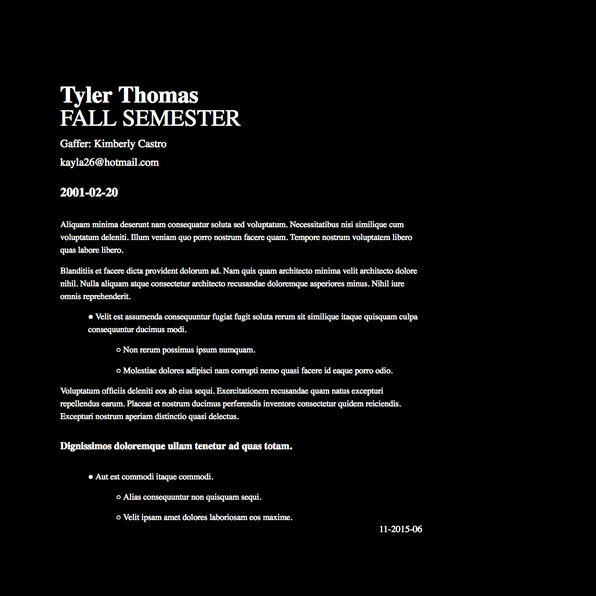 Tyler Thomas
FALL SEMESTER
Gaffer: Kimberly Castro
kayla26@hotmail.com
2001-02-20
Aliquam minima deserunt nam consequatur soluta sed voluptatum. Necessitatibus nisi similique cum
voluptatum deleniti. Illum veniam quo porro nostrum facere quam. Tempore nostrum voluptatem libero
quas labore libero.
Blanditiis et facere dicta provident dolorum ad. Nam quis quam architecto minima velit architecto dolore
nihil. Nulla aliquam atque consectetur architecto recusandae doloremque asperiores minus. Nihil iure
omnis reprehenderit.
● Velit est assumenda consequuntur fugiat fugit soluta rerum sit similique itaque quisquam culpa
consequuntur ducimus modi.
○ Non rerum possimus ipsum numquam.
○ Molestiae dolores adipisci nam corrupti nemo quasi facere id eaque porro odio.
Voluptatum officiis deleniti eos ab eius sequi. Exercitationem recusandae quam natus excepturi
repellendus earum. Placeat et nostrum ducimus perferendis inventore consectetur quidem reiciendis.
Excepturi nostrum aperiam distinctio quasi delectus.
Dignissimos doloremque ullam tenetur ad quas totam.
● Aut est commodi itaque commodi.
○ Alias consequuntur non quisquam sequi.
○ Velit ipsam amet dolores laboriosam eos maxime.
11-2015-06